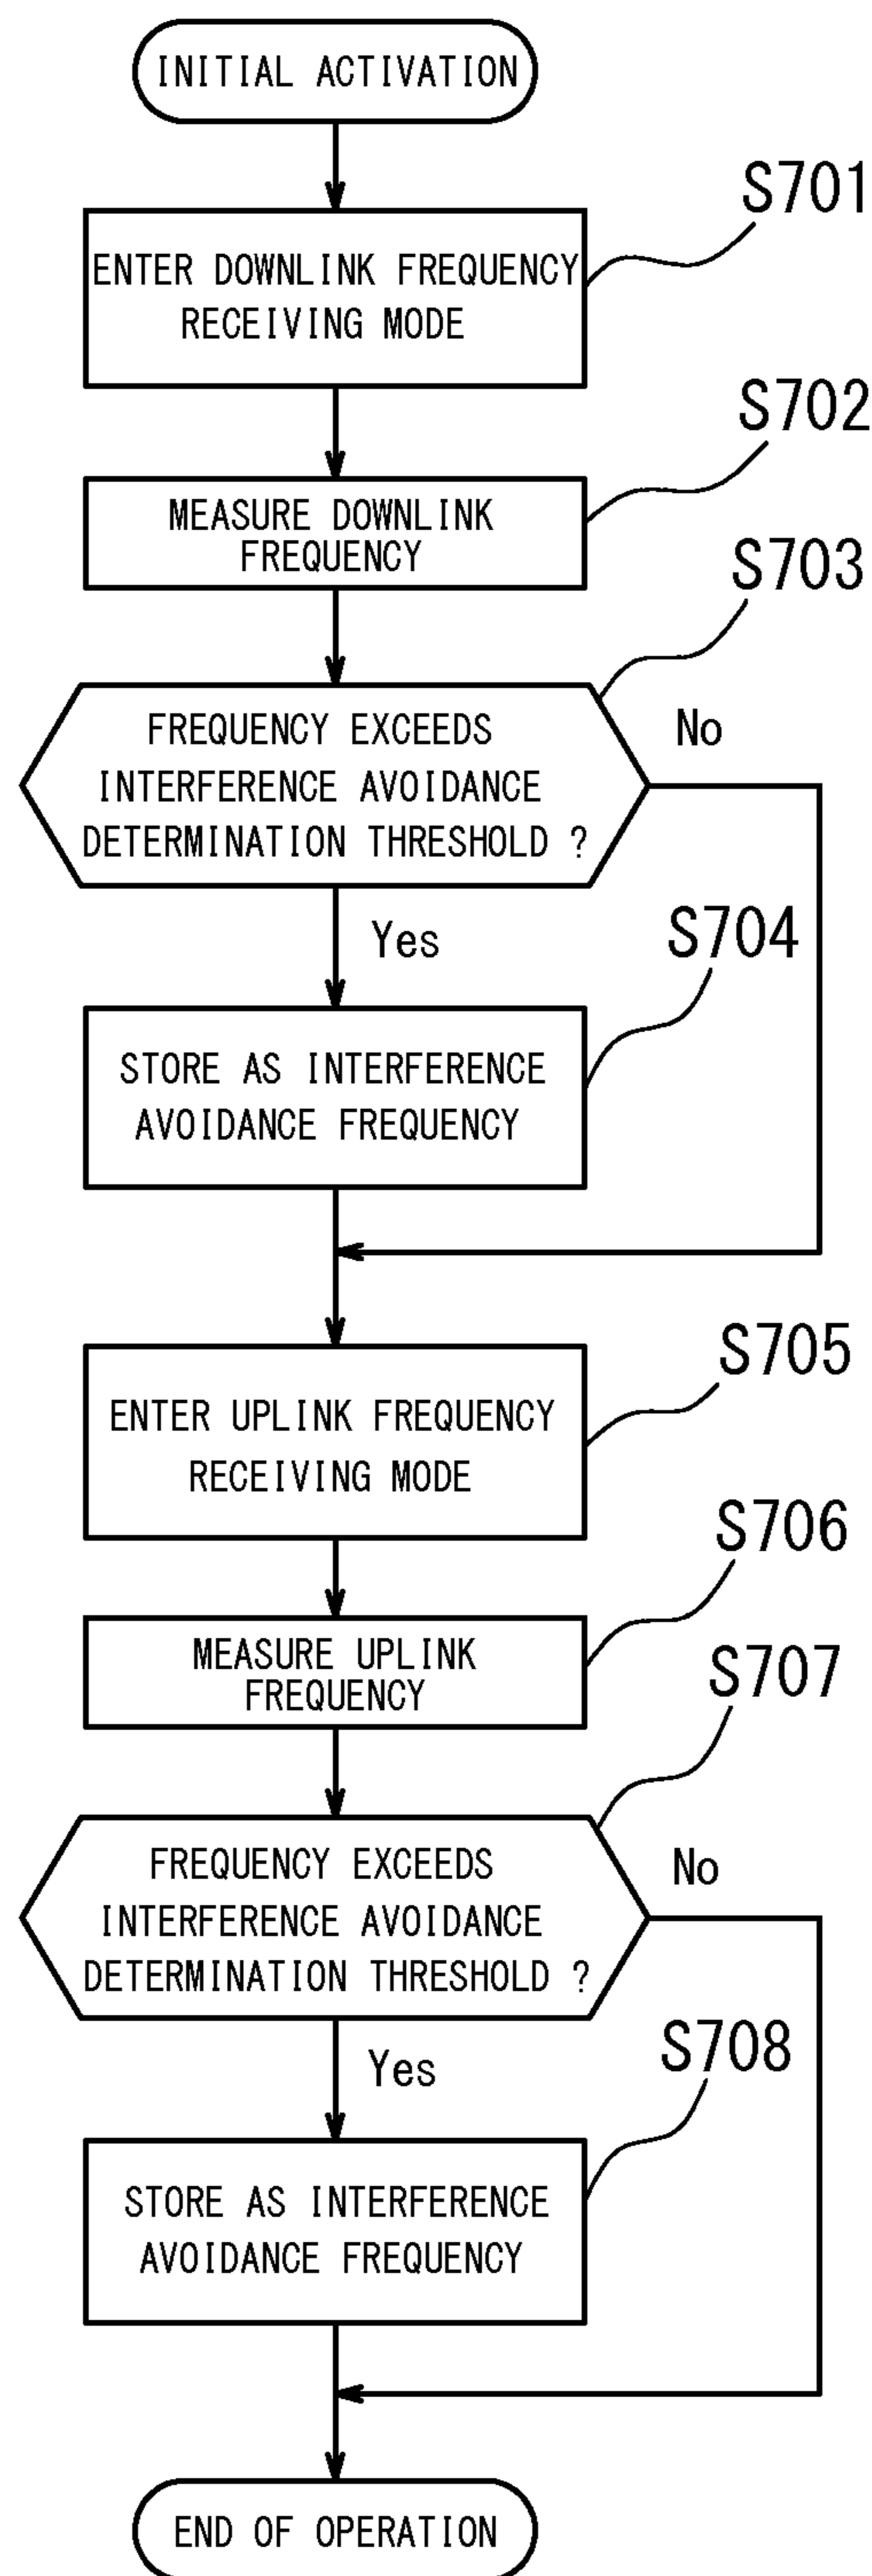 INITIAL ACTIVATION
S701
ENTER DOWNLINK FREQUENCY
RECEIVING MODE
S702
MEASURE DOWNLINK
FREQUENCY
S703
FREQUENCY EXCEEDS
INTERFERENCE AVOIDANCE
DETERMINATION THRESHOLD ?
No
Yes
S704
STORE AS INTERFERENCE
AVOIDANCE FREQUENCY
S705
ENTER UPLINK FREQUENCY
RECEIVING MODE
S706
MEASURE UPLINK
FREQUENCY
S707
FREQUENCY EXCEEDS
INTERFERENCE AVOIDANCE
DETERMINATION THRESHOLD ?
No
Yes
S708
STORE AS INTERFERENCE
AVOIDANCE FREQUENCY
END OF OPERATION